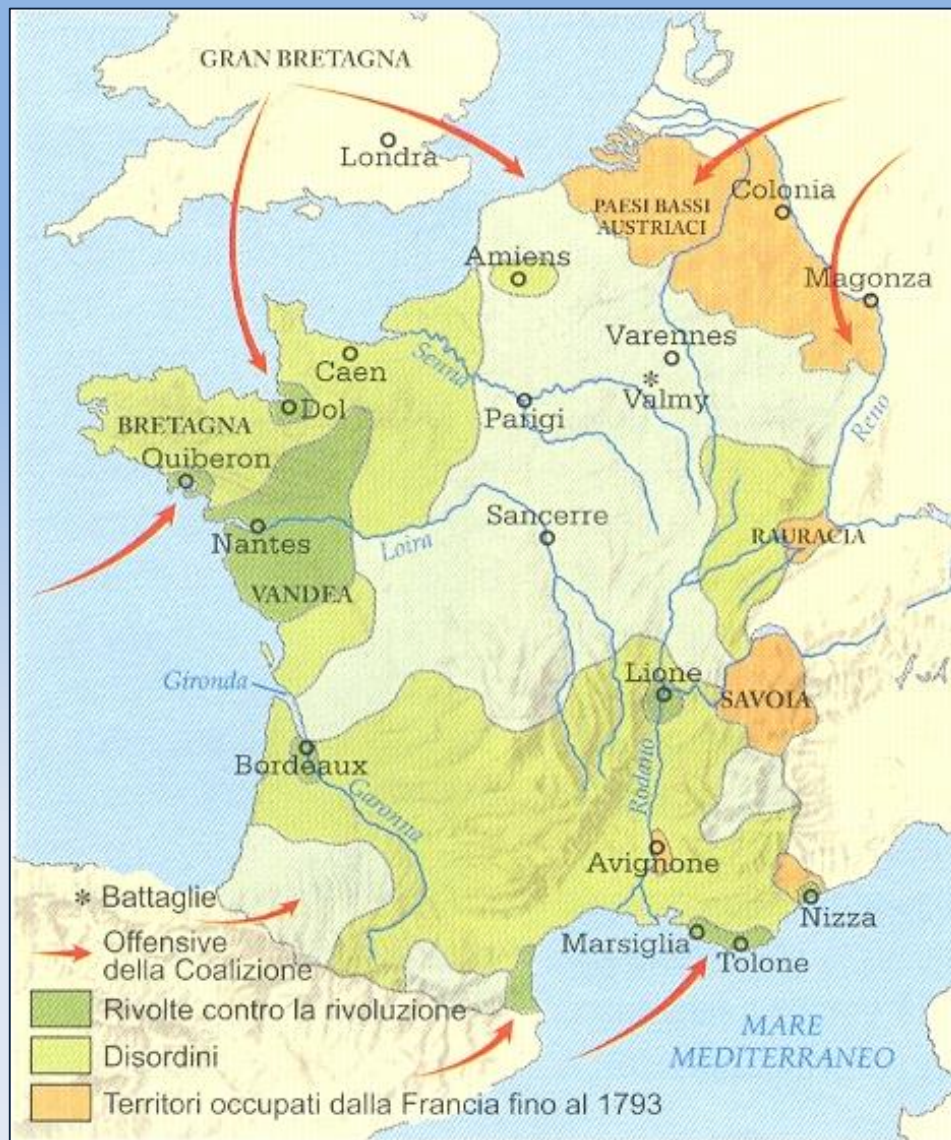 GRAN BRETAGNA
Londra
PAESI BASSI
AUSTRIACI
Colonia
Amiens
Magonza
Varennes
Caen
Senna
Valmy
Dol
Parigi
Reno
BRETAGNA
Quiberon
Sancerre
Nantes
Loira
RAURACIA
VANDEA
Gironda
Lione
SAVOIA
Bordeaux
Garonna
Rodano
Avignone
* Battaglie
Nizza
Marsiglia
Tolone
Offensive
della Coalizione
Rivolte contro la rivoluzione
MARE
MEDITERRANEO
Disordini
Territori occupati dalla Francia fino al 1793